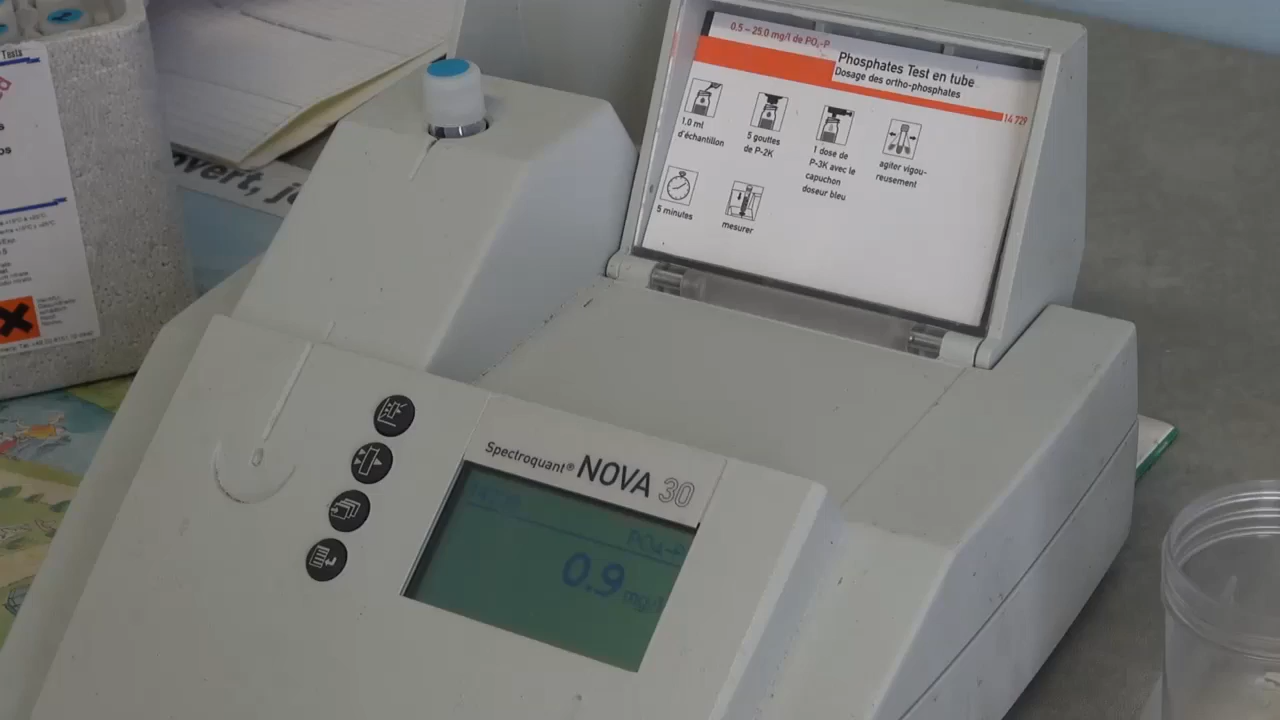 0,5 – 25,0 mg/l de PO₄-P
Phosphates Test en tube
Dosage des ortho-phosphates
14 729
1,0 ml
d'échantillon
5 gouttes
de P-2K
1 dose de
P-3K avec le
capuchon
doseur bleu
agiter vigou-
reusement
5 minutes
mesurer
Spectroquant® NOVA 30
PO₄-P
0.9 mg/l
Tests
overt,